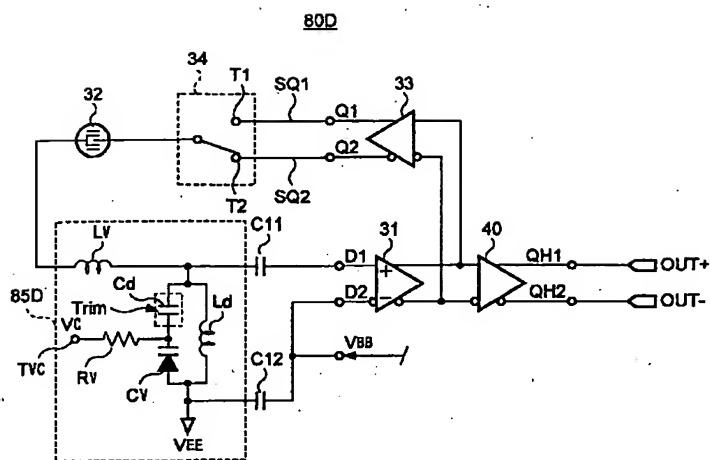 80D
34
T1
32
SQ1
Q1
33
Q2
T2
SQ2
LV
C11
31
40
D1
+
QH1
OUT+
Cd
85D
Trim
Ld
D2
-
QH2
OUT-
VC
TVC
RV
CV
C12
VBB
VEE